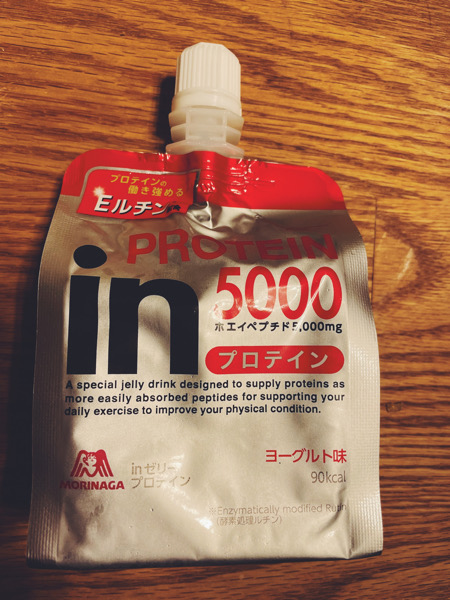 プロテインの
働き強める
Eルチン
PROTEIN
in
5000
ホエイペプチド5,000mg
プロテイン
A special jelly drink designed to supply proteins as
more easily absorbed peptides for supporting your
daily exercise to improve your physical condition.
ヨーグルト味
90kcal
MORINAGA
inゼリー
プロテイン
※Enzymatically modified Rutin
(酵素処理ルチン)